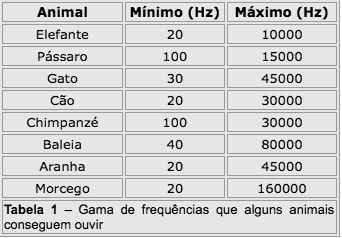 Animal Mínimo (Hz) Máximo (Hz)
Elefante 20 10000
Pássaro 100 15000
Gato 30 45000
Cão 20 30000
Chimpanzé 100 30000
Baleia 40 80000
Aranha 20 45000
Morcego 20 160000
Tabela 1 – Gama de frequências que alguns animais
conseguem ouvir